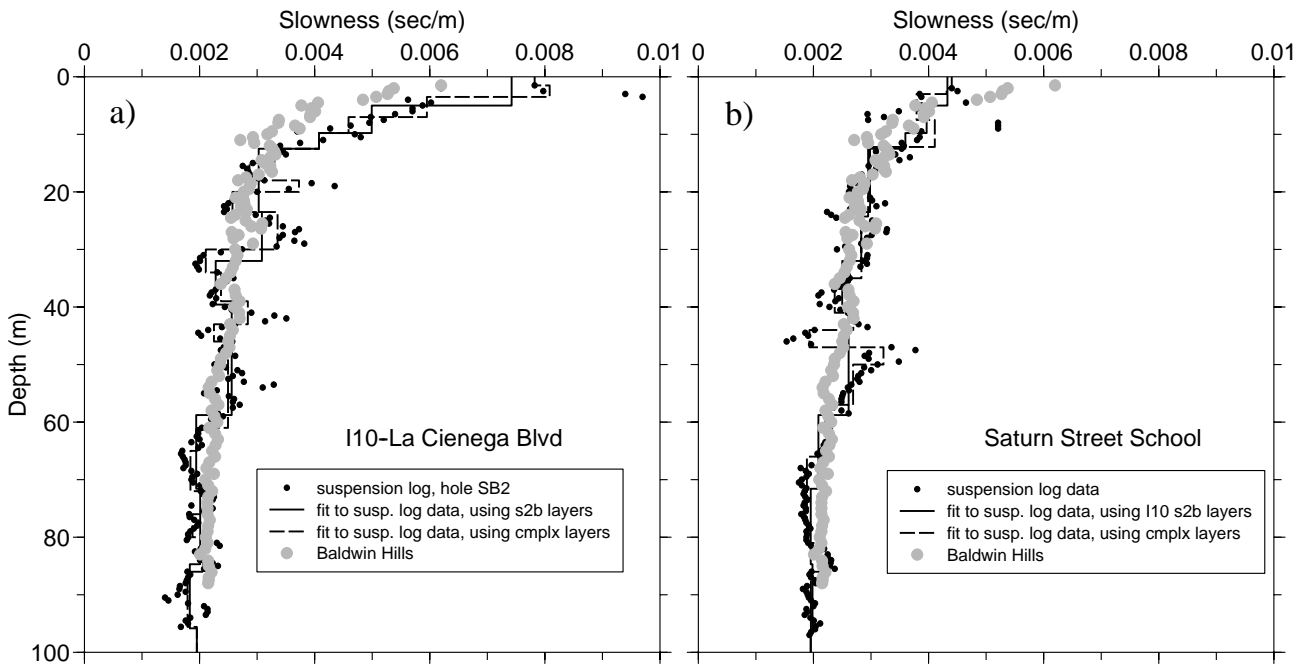 Slowness (sec/m)
0 0.002 0.004 0.006 0.008 0.01
0
20
40
60
80
100
Depth (m)
a)
I10-La Cienega Blvd
suspension log, hole SB2
fit to susp. log data, using s2b layers
fit to susp. log data, using cmplx layers
Baldwin Hills
Slowness (sec/m)
0 0.002 0.004 0.006 0.008 0.01
b)
Saturn Street School
suspension log data
fit to susp. log data, using I10 s2b layers
fit to susp. log data, using cmplx layers
Baldwin Hills